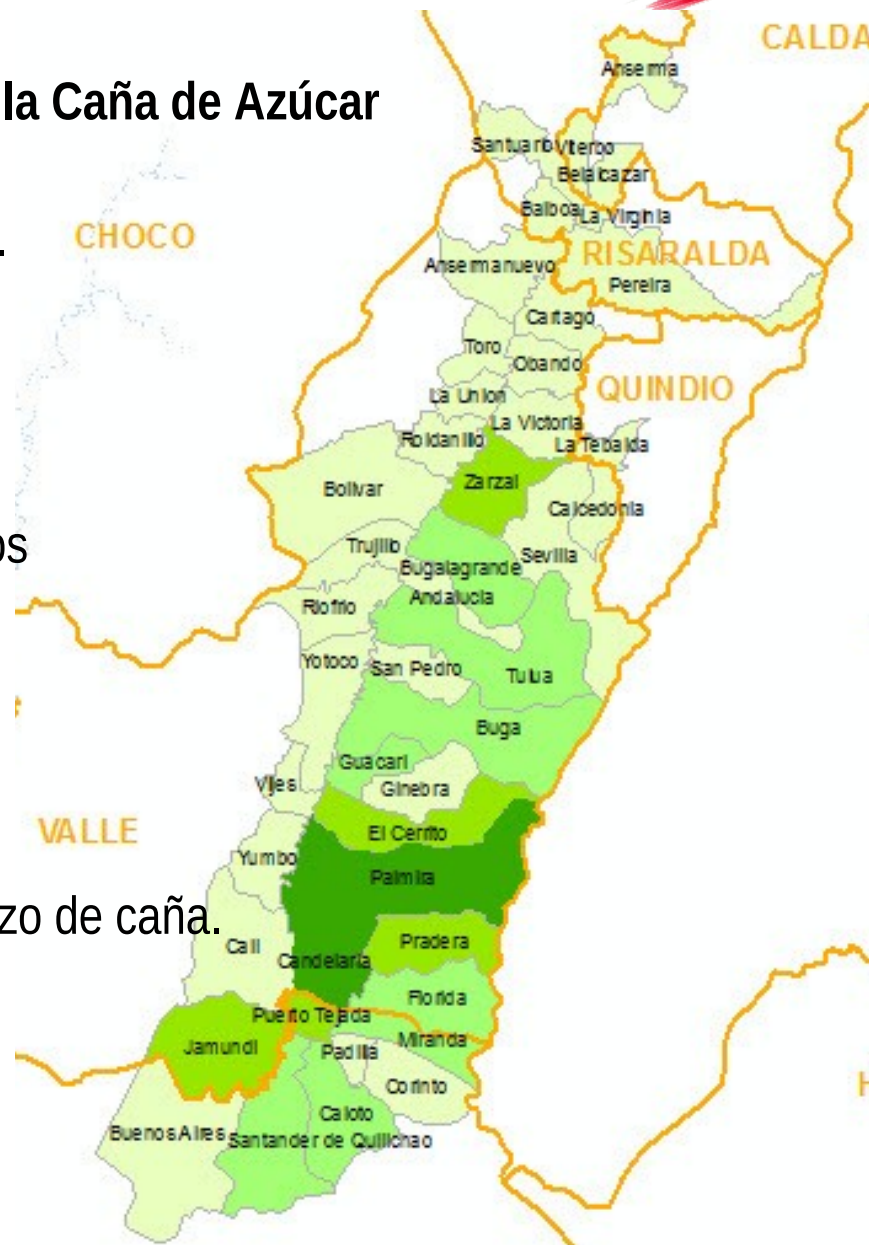 CALDA
Anserma
la Caña de Azúcar
Santuario Viterbo
Belalcazar
Balboa La Virginia
.
CHOCO
RISARALDA
Ansermanuevo
Pereira
Cartago
Toro
Obando
QUINDIO
La Union
La Victoria
Roldanillo
La Tebaida
Zarzal
Bolivar
Caicedonia
os
Trujillo
Sevilla
Bugalagrande
Andalucia
Riofrio
Yotoco
San Pedro
Tulua
Buga
Guacari
Vijes
Ginebra
VALLE
El Cerrito
Yumbo
Palmira
zo de caña.
Cali
Pradera
Candelaria
Florida
Puerto Tejada
Jamundi
Miranda
Padilla
Corinto
H
Caloto
Buenos Aires
Santander de Quilichao